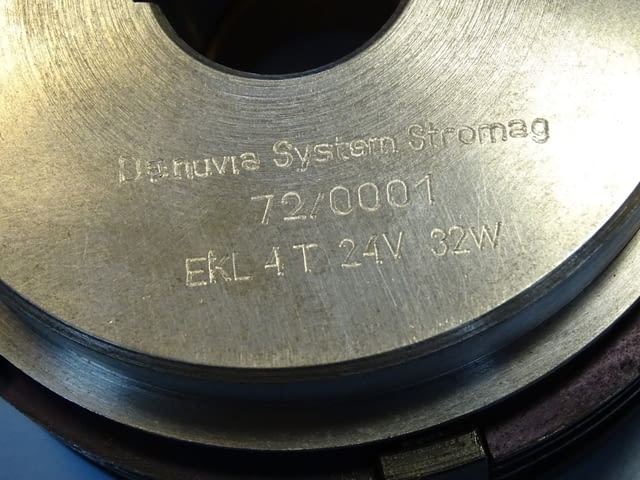 Danuvia System Stromag
72/0001
EKL 4 T 24V 32W